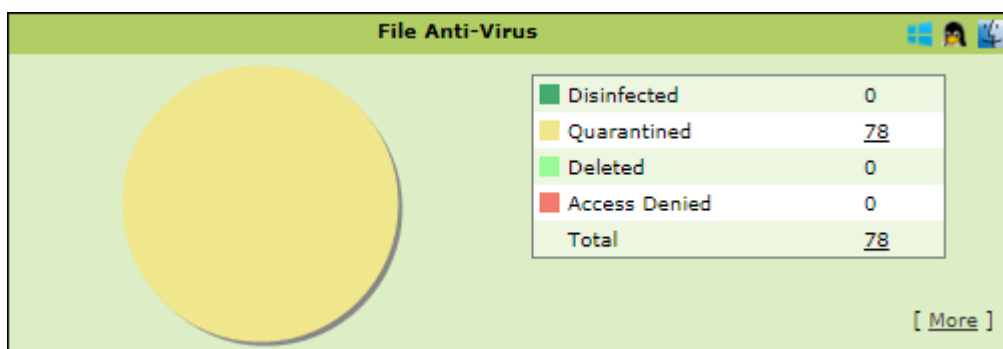 File Anti-Virus
Disinfected 0
Quarantined 78
Deleted 0
Access Denied 0
Total 78
[ More ]